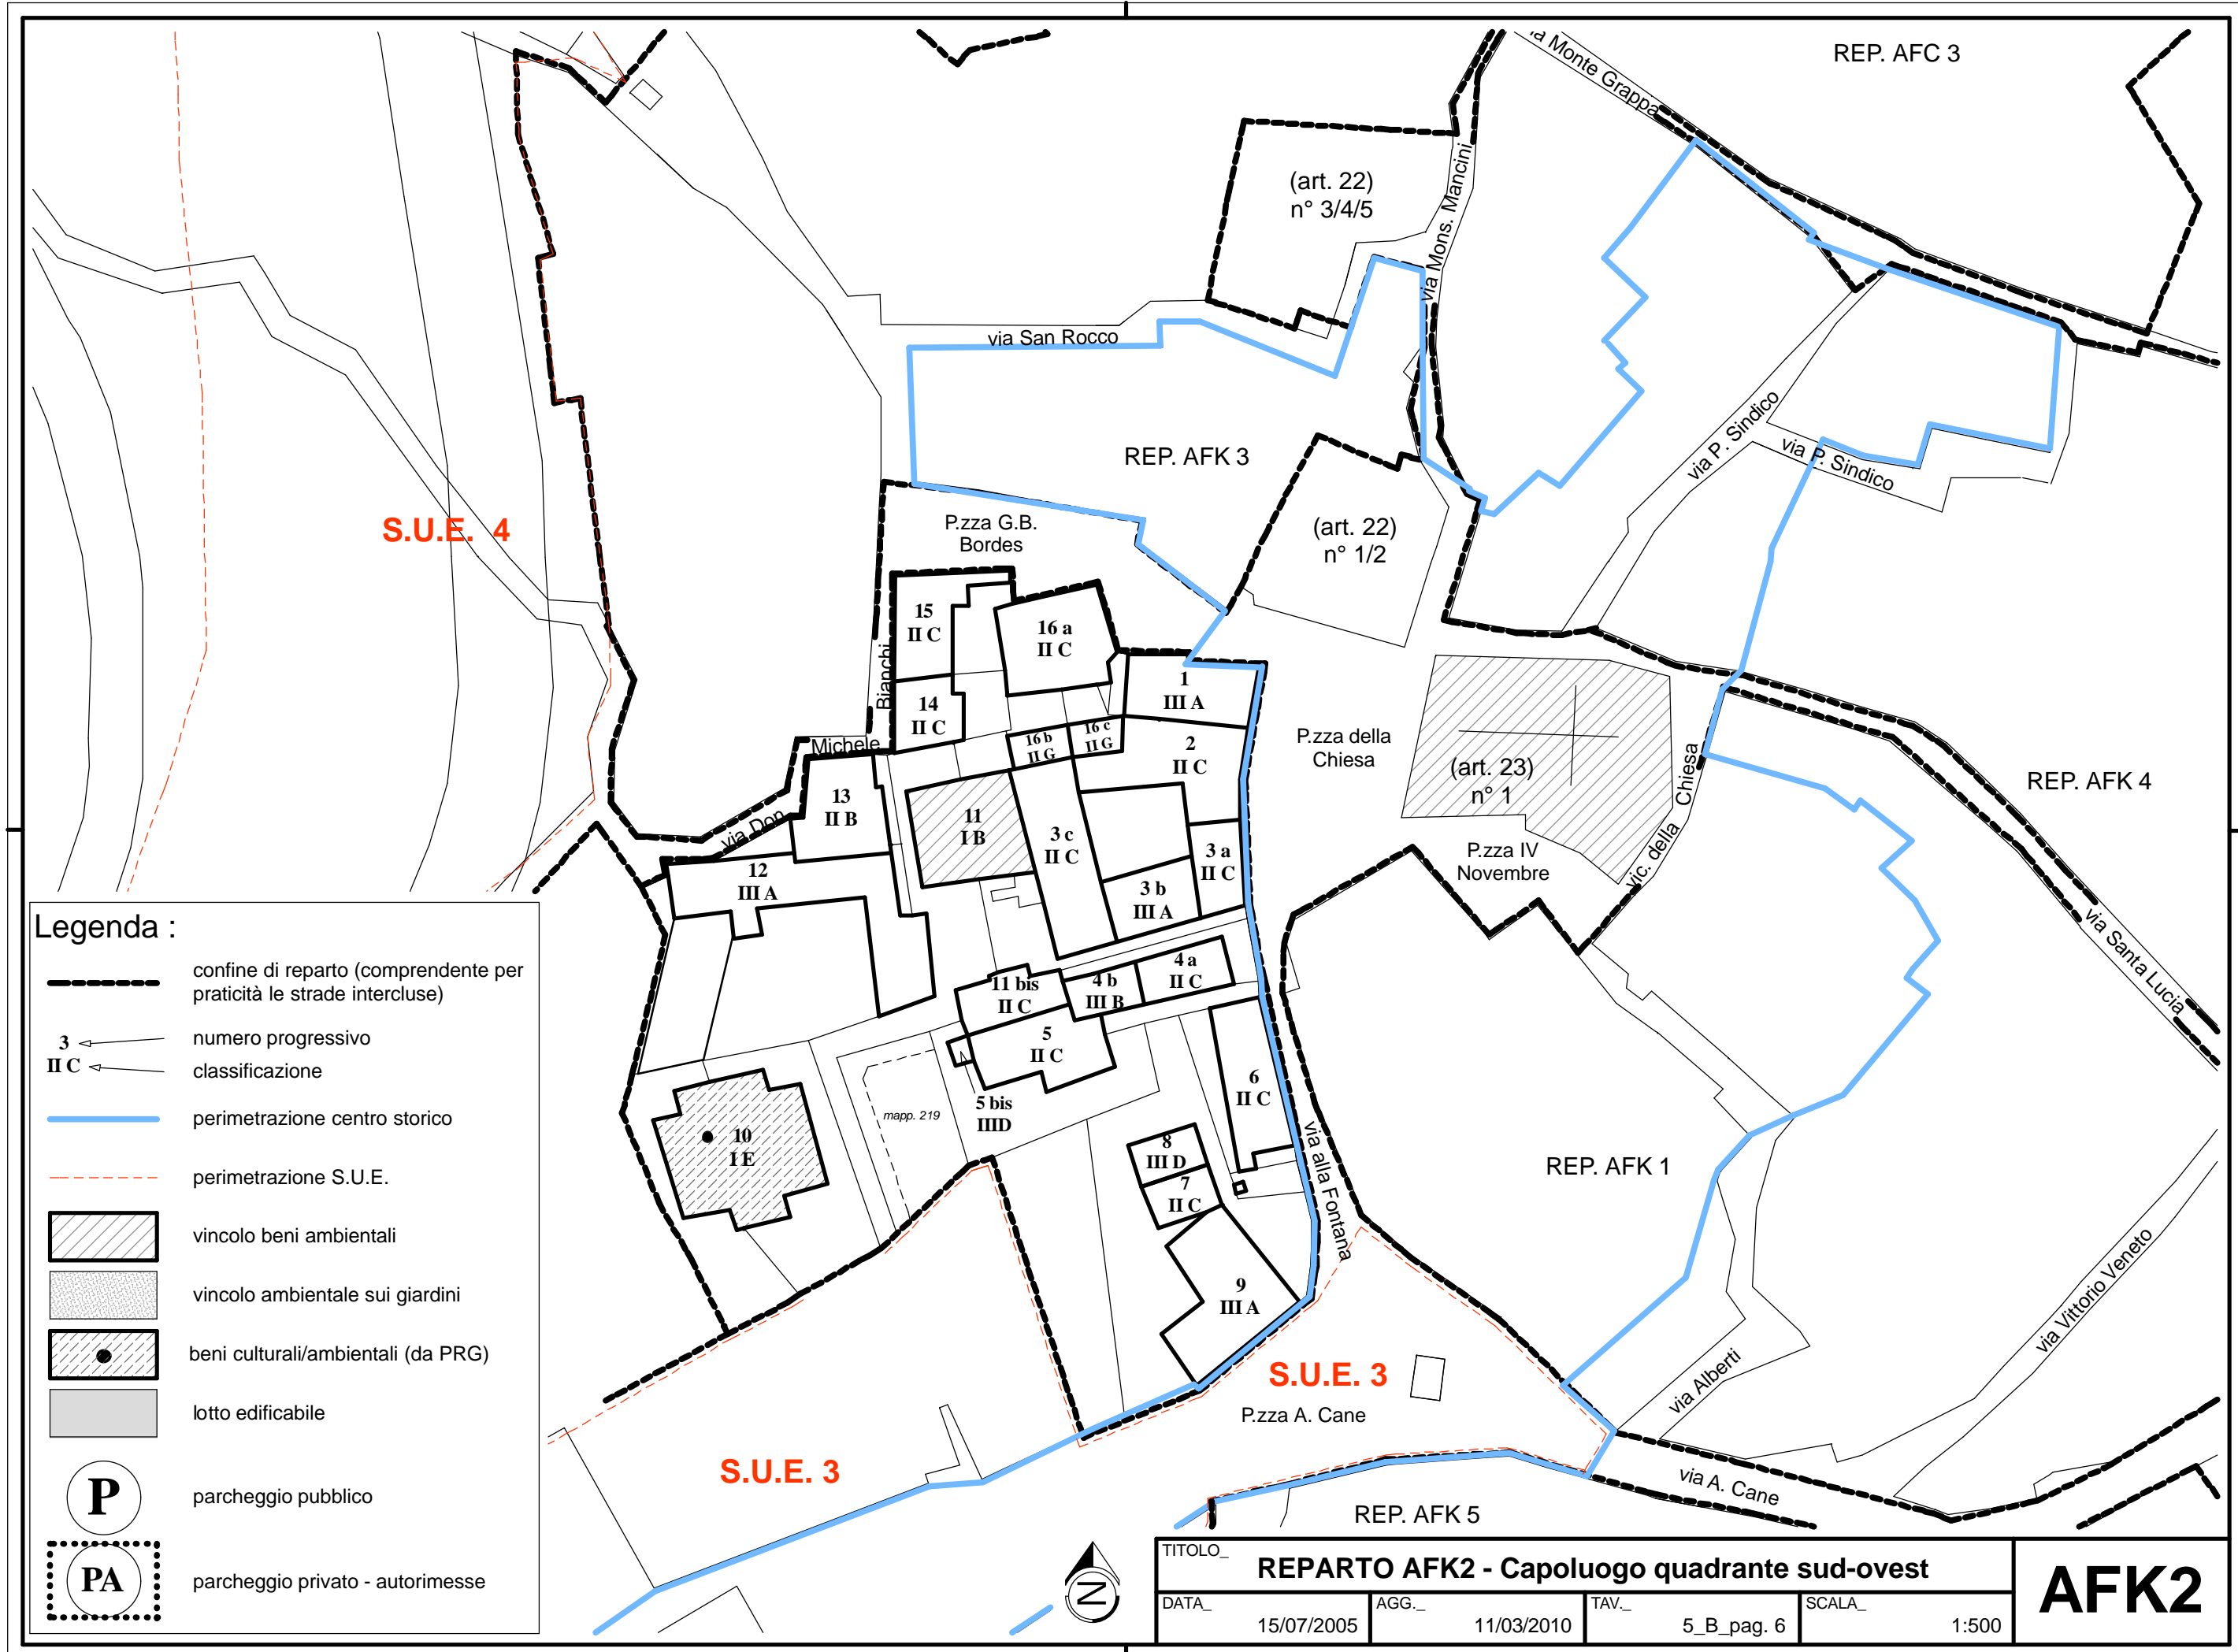 REP. AFC 3
via Monte Grappa
(art. 22)
n° 3/4/5
via Mons. Mancini
via San Rocco
REP. AFK 3
via P. Sindico
via P. Sindico
S.U.E. 4
P.zza G.B.
Bordes
(art. 22)
n° 1/2
15
II C
16 a
II C
1
III A
14
II C
Bianchi
Michele
via Don
16 b
II G
16 c
II G
2
II C
P.zza della
Chiesa
(art. 23)
n° 1
vic. della Chiesa
REP. AFK 4
13
II B
11
I B
3 c
II C
3 a
II C
3 b
III A
P.zza IV
Novembre
12
III A
via Santa Lucia
11 bis
II C
4 b
III B
4 a
II C
5
II C
5 bis
IIID
6
II C
mapp. 219
10
I E
8
III D
7
II C
via alla Fontana
REP. AFK 1
9
III A
via Vittorio Veneto
via Alberti
S.U.E. 3
P.zza A. Cane
S.U.E. 3
via A. Cane
REP. AFK 5
Legenda :
confine di reparto (comprendente per
praticità le strade intercluse)
3
numero progressivo
II C
classificazione
perimetrazione centro storico
perimetrazione S.U.E.
vincolo beni ambientali
vincolo ambientale sui giardini
beni culturali/ambientali (da PRG)
lotto edificabile
P
parcheggio pubblico
PA
parcheggio privato - autorimesse
N
TITOLO_
REPARTO AFK2 - Capoluogo quadrante sud-ovest
DATA_
15/07/2005
AGG._
11/03/2010
TAV._
5_B_pag. 6
SCALA_
1:500
AFK2